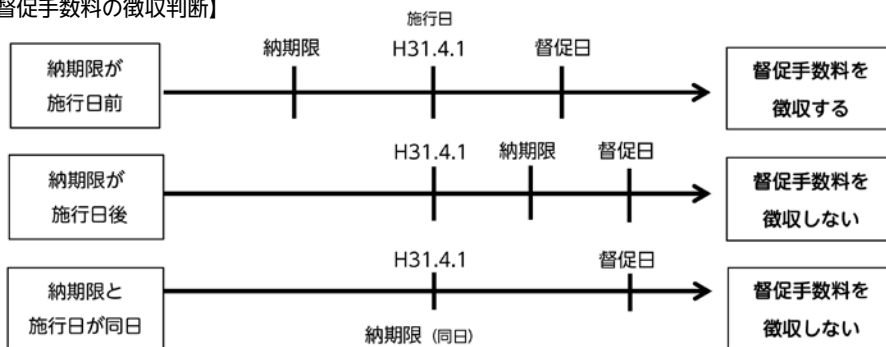 督促手数料の徴収判断】
施行日
納期限が
施行日前
納期限
H31.4.1
督促日
督促手数料を
徴収する
納期限が
施行日後
H31.4.1
納期限
督促日
督促手数料を
徴収しない
納期限と
施行日が同日
H31.4.1
督促日
納期限（同日）
督促手数料を
徴収しない